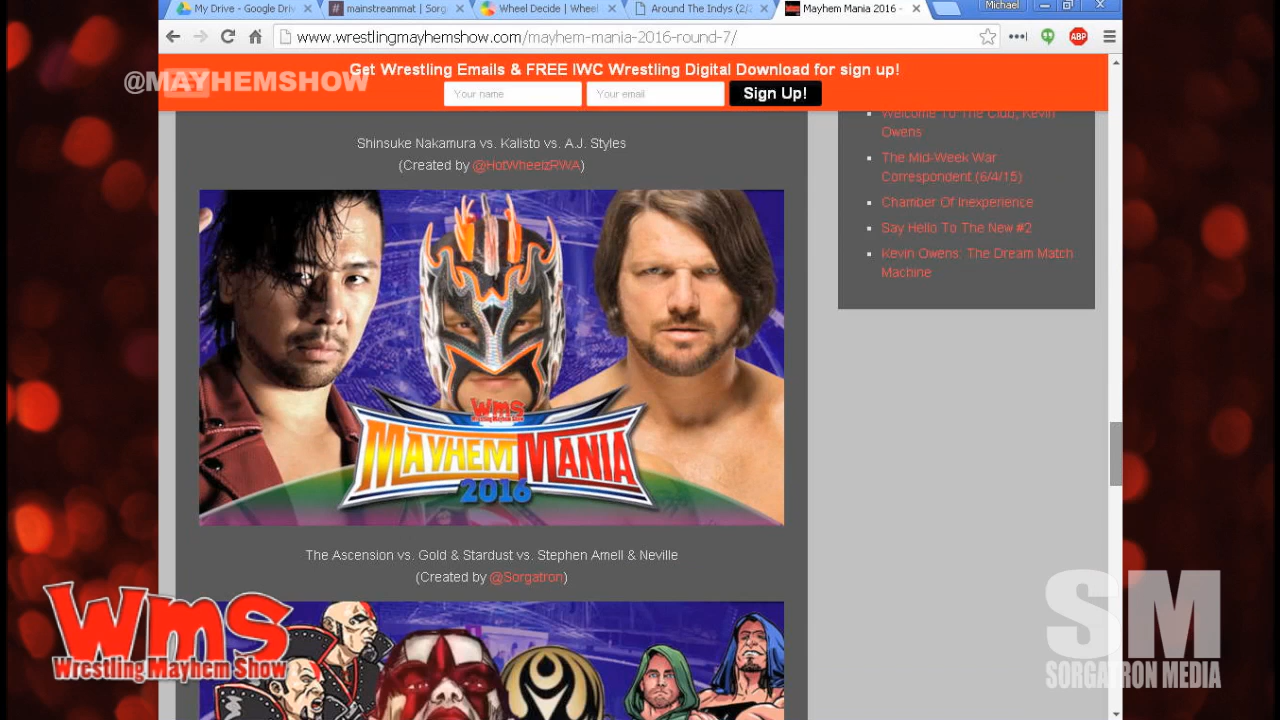 My Drive - Google Driv
mainstreammat | Sorg
Wheel Decide | Wheel
Around The Indys (2/
Mayhem Mania 2016 -
Michael
www.wrestlingmayhemshow.com/mayhem-mania-2016-round-7/
ABP
Get Wrestling Emails & FREE IWC Wrestling Digital Download for sign up!
@MAYHEMSHOW
Your name
Your email
Sign Up!
Welcome To The Club, Kevin
Owens
The Mid-Week War
Correspondent (6/4/15)
Chamber Of Inexperience
Say Hello To The New #2
Kevin Owens: The Dream Match
Machine
Shinsuke Nakamura vs. Kalisto vs. A.J. Styles
(Created by @HotWheelzRWA)
WMS
Wrestling Mayhem Show
MAYHEMMANIA
2016
The Ascension vs. Gold & Stardust vs. Stephen Amell & Neville
(Created by @Sorgatron)
WMS
Wrestling Mayhem Show
SM
SORGATRON MEDIA